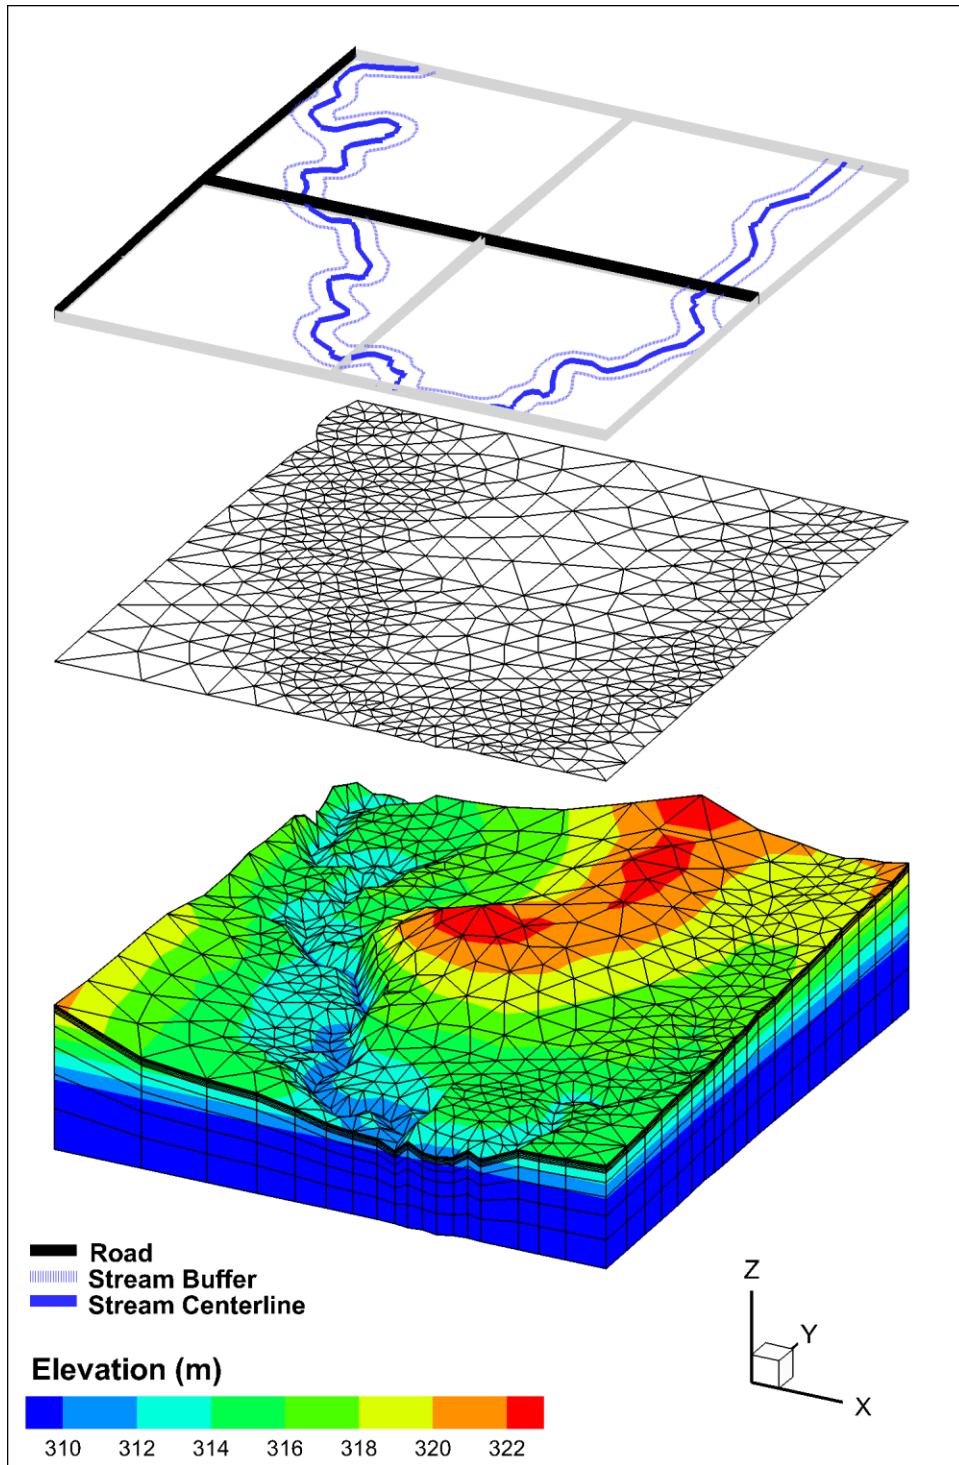 Road
Stream Buffer
Stream Centerline
Z
Y
X
Elevation (m)
310 312 314 316 318 320 322